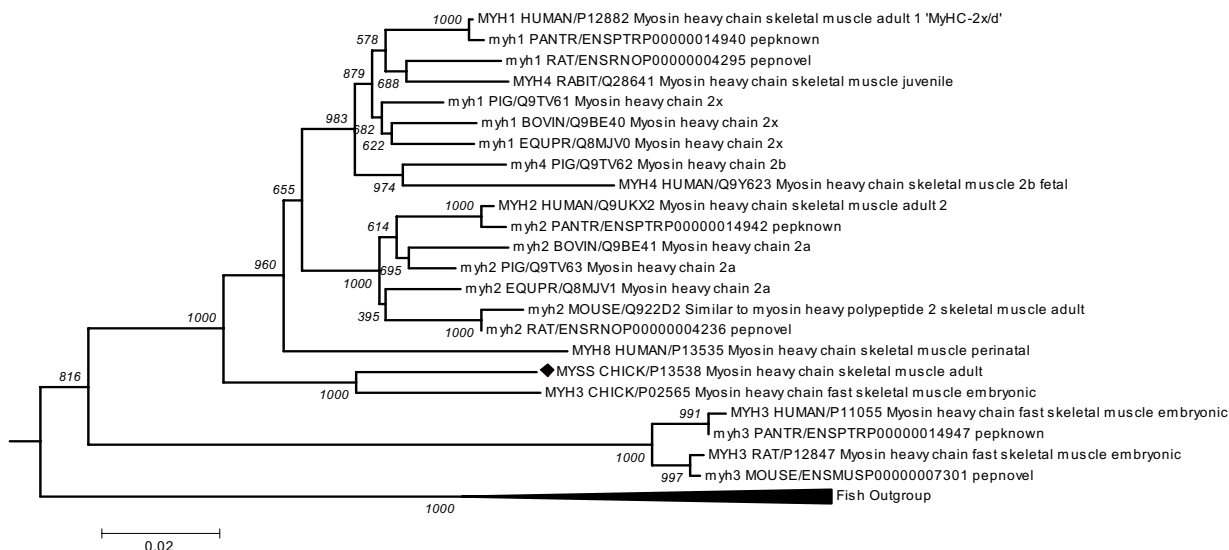 1000 MYH1 HUMAN/P12882 Myosin heavy chain skeletal muscle adult 1 'MyHC-2x/d'
578 myh1 PANTR/ENSPTRP00000014940 pepknown
myh1 RAT/ENSRNOP00000004295 pepnovel
879 688 MYH4 RABIT/Q28641 Myosin heavy chain skeletal muscle juvenile
myh1 PIG/Q9TV61 Myosin heavy chain 2x
983 682 myh1 BOVIN/Q9BE40 Myosin heavy chain 2x
622 myh1 EQUPR/Q8MJV0 Myosin heavy chain 2x
myh4 PIG/Q9TV62 Myosin heavy chain 2b
655 974 MYH4 HUMAN/Q9Y623 Myosin heavy chain skeletal muscle 2b fetal
1000 MYH2 HUMAN/Q9UKX2 Myosin heavy chain skeletal muscle adult 2
614 myh2 PANTR/ENSPTRP00000014942 pepknown
myh2 BOVIN/Q9BE41 Myosin heavy chain 2a
960 695 myh2 PIG/Q9TV63 Myosin heavy chain 2a
1000 myh2 EQUPR/Q8MJV1 Myosin heavy chain 2a
1000 395 myh2 MOUSE/Q922D2 Similar to myosin heavy polypeptide 2 skeletal muscle adult
1000 myh2 RAT/ENSRNOP00000004236 pepnovel
MYH8 HUMAN/P13535 Myosin heavy chain skeletal muscle perinatal
816 MYSS CHICK/P13538 Myosin heavy chain skeletal muscle adult
1000 MYH3 CHICK/P02565 Myosin heavy chain fast skeletal muscle embryonic
991 MYH3 HUMAN/P11055 Myosin heavy chain fast skeletal muscle embryonic
myh3 PANTR/ENSPTRP00000014947 pepknown
1000 MYH3 RAT/P12847 Myosin heavy chain fast skeletal muscle embryonic
997 myh3 MOUSE/ENSMUSP00000007301 pepnovel
1000 Fish Outgroup
0.02